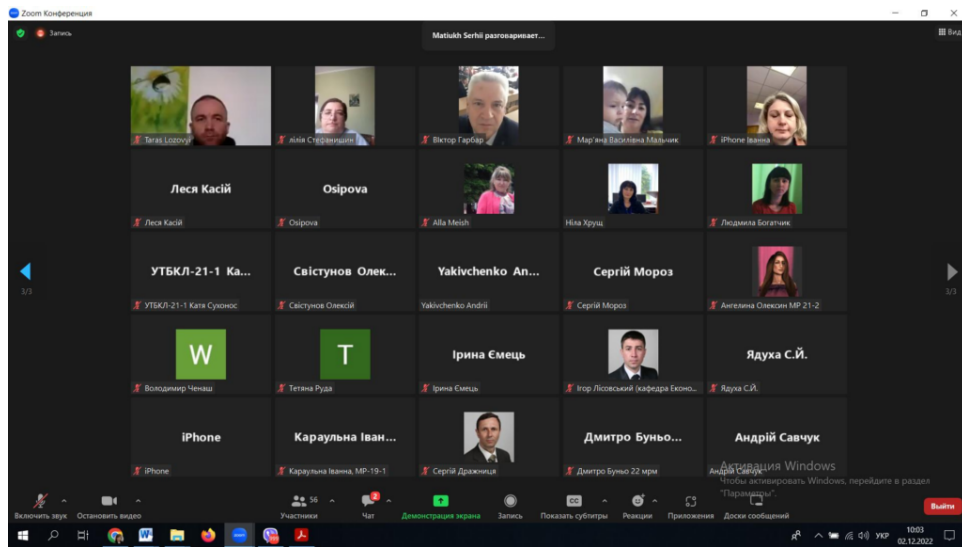 Zoom Конференция
Запись
Matiukh Serhii разговаривает...
Вид
Taras Lozovyi
лілія Стефанишин
Віктор Гарбар
Мар'яна Василівна Мальчик
iPhone Іванна
Леся Касій
Osipova
Леся Касій
Osipova
Alla Meish
Ніла Хрущ
Людмила Богатчик
УТБКЛ-21-1 Ка...
Свістунов Олек...
Yakivchenko An...
Сергій Мороз
УТБКЛ-21-1 Катя Сухонос
Свістунов Олексій
Yakivchenko Andrii
Сергій Мороз
Ангелина Олексин МР 21-2
3/3
3/3
W
T
Ірина Ємець
Ядуха С.Й.
Володимир Ченаш
Тетяна Руда
Ірина Ємець
Ігор Лісовський (кафедра Еконо...
Ядуха С.Й.
iPhone
Караульна Іван...
Дмитро Буньо...
Андрій Савчук
iPhone
Караульна Іванна, МР-19-1
Сергій Дражниця
Дмитро Буньо 22 мрм
Андрій Савчук
Активация Windows
Чтобы активировать Windows, перейдите в раздел
"Параметры".
56
2
CC
Включить звук
Остановить видео
Участники
Чат
Демонстрация экрана
Запись
Показать субтитры
Реакции
Приложения
Доски сообщений
Выйти
УКР
10:03
02.12.2022